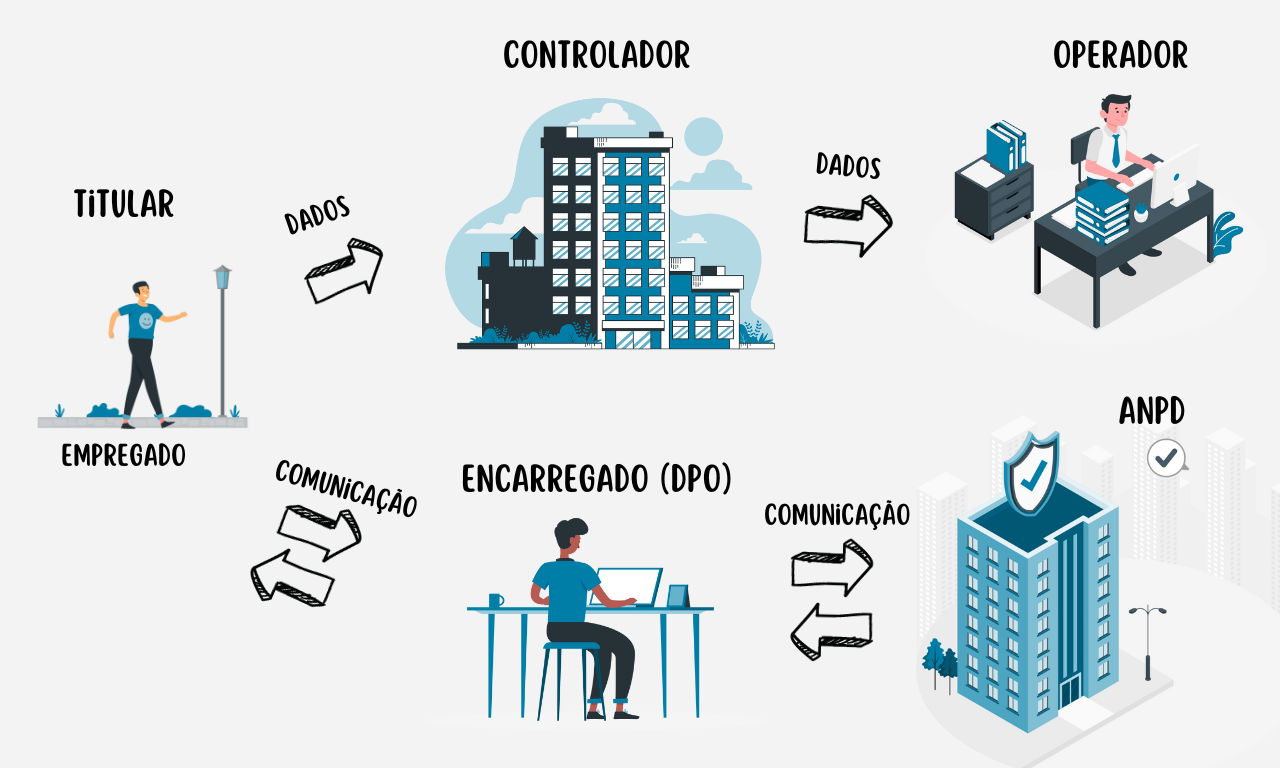 CONTROLADOR
OPERADOR
TiTULAR
DADOS
DADOS
EMPREGADO
COMUNiCAÇÃO
ENCARREGADO (DPO)
COMUNiCAÇÃO
ANPD